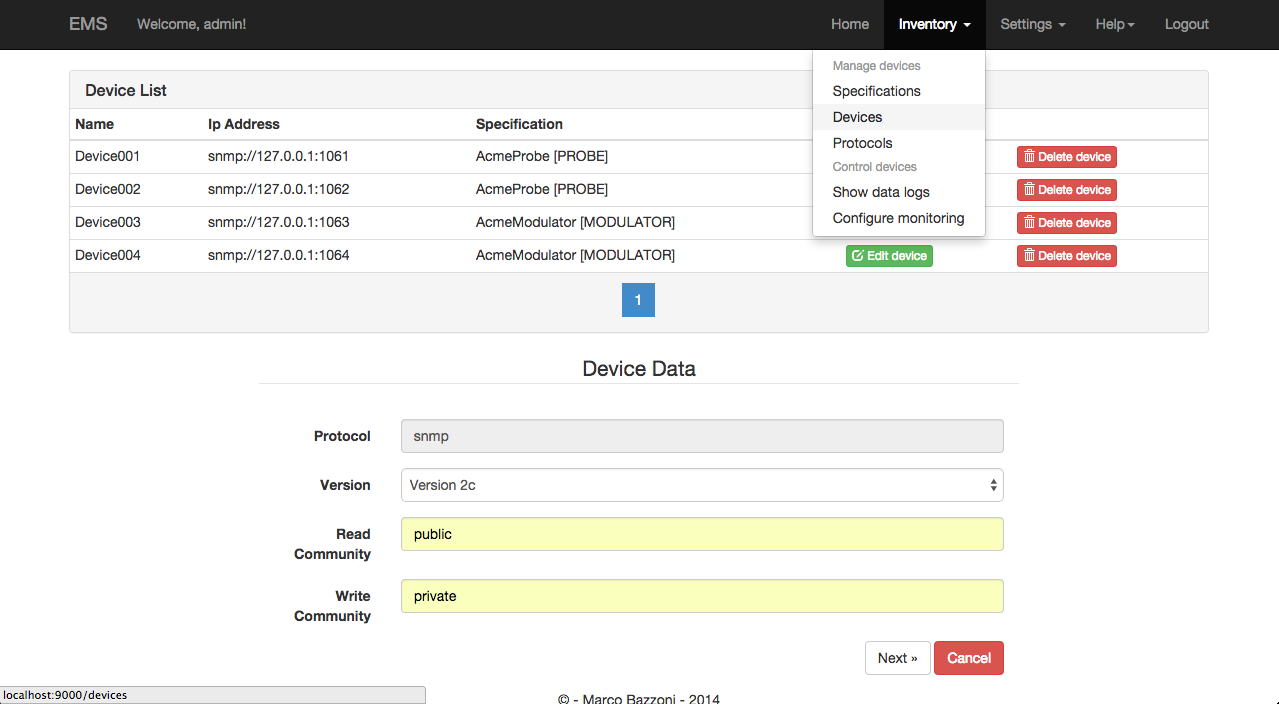 EMS Welcome, admin! Home Inventory Settings Help Logout
Manage devices
Specifications
Devices
Protocols
Control devices
Show data logs
Configure monitoring
Device List
Name Ip Address Specification
Device001 snmp://127.0.0.1:1061 AcmeProbe [PROBE] Delete device
Device002 snmp://127.0.0.1:1062 AcmeProbe [PROBE] Delete device
Device003 snmp://127.0.0.1:1063 AcmeModulator [MODULATOR] Delete device
Device004 snmp://127.0.0.1:1064 AcmeModulator [MODULATOR] Edit device Delete device
1
Device Data
Protocol snmp
Version Version 2c
Read Community public
Write Community private
Next » Cancel
localhost:9000/devices
© - Marco Bazzoni - 2014